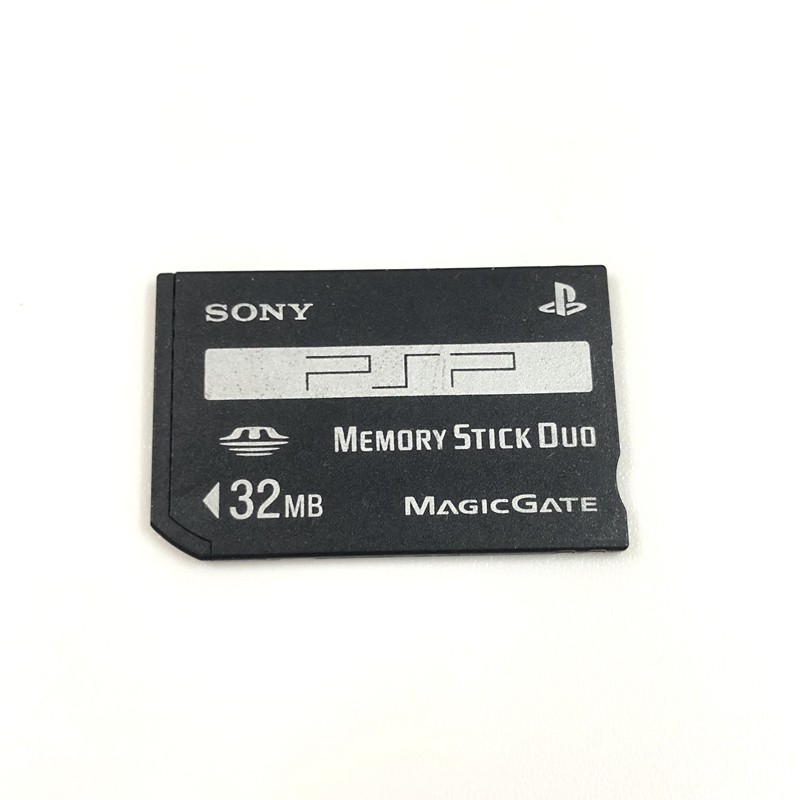 SONY
PSP
MEMORY STICK DUO
32MB
MAGICGATE